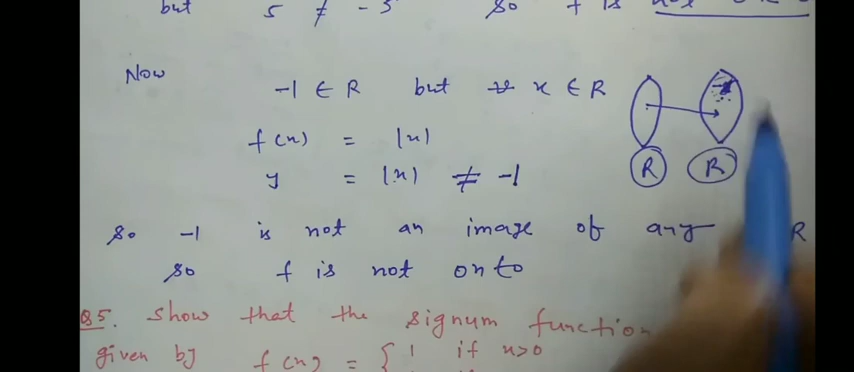 but 5 ≠ -5 so f is not
Now
-1 ∈ R but ∀ x ∈ R
f(x) = |x|
y = |x| ≠ -1
R R
so -1 is not an image of any R
so f is not onto
Q5. Show that the signum function
given by f(x) = { 1 if x>0